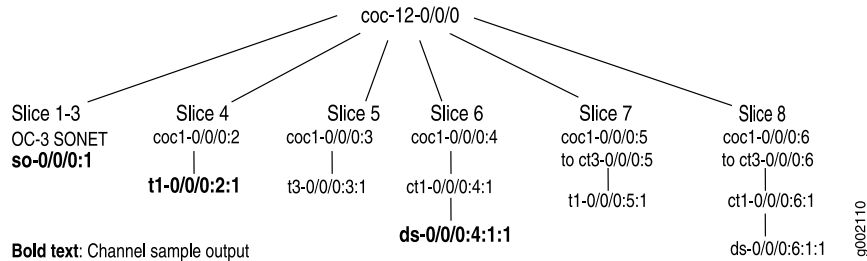 coc-12-0/0/0
Slice 1-3
OC-3 SONET
so-0/0/0:1
Slice 4
coc1-0/0/0:2
t1-0/0/0:2:1
Slice 5
coc1-0/0/0:3
t3-0/0/0:3:1
Slice 6
coc1-0/0/0:4
ct1-0/0/0:4:1
ds-0/0/0:4:1:1
Slice 7
coc1-0/0/0:5
to ct3-0/0/0:5
t1-0/0/0:5:1
Slice 8
coc1-0/0/0:6
to ct3-0/0/0:6
ct1-0/0/0:6:1
ds-0/0/0:6:1:1
Bold text: Channel sample output
g002110